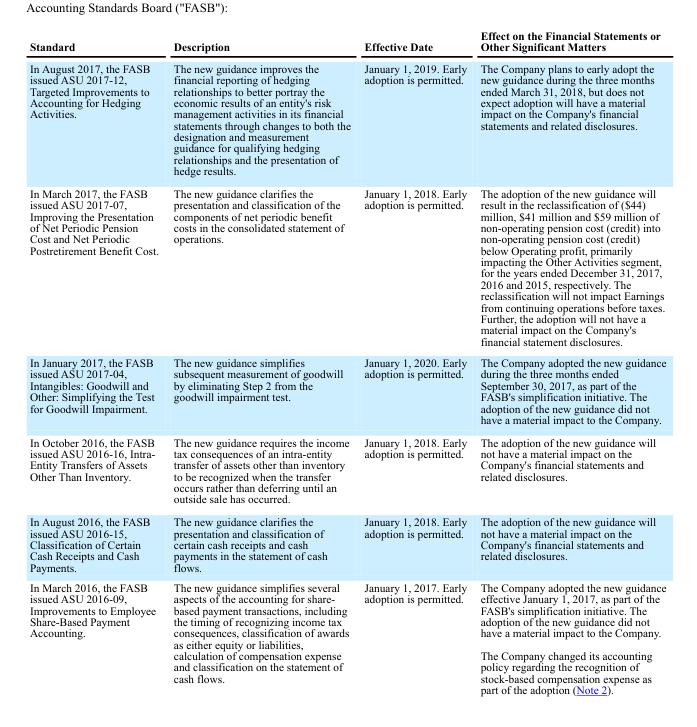 Accounting Standards Board ("FASB"):
Standard
Description
Effective Date
Effect on the Financial Statements or
Other Significant Matters
In August 2017, the FASB
issued ASU 2017-12,
Targeted Improvements to
Accounting for Hedging
Activities.
The new guidance improves the
financial reporting of hedging
relationships to better portray the
economic results of an entity's risk
management activities in its financial
statements through changes to both the
designation and measurement
guidance for qualifying hedging
relationships and the presentation of
hedge results.
January 1, 2019. Early
adoption is permitted.
The Company plans to early adopt the
new guidance during the three months
ended March 31, 2018, but does not
expect adoption will have a material
impact on the Company's financial
statements and related disclosures.
In March 2017, the FASB
issued ASU 2017-07,
Improving the Presentation
of Net Periodic Pension
Cost and Net Periodic
Postretirement Benefit Cost.
The new guidance clarifies the
presentation and classification of the
components of net periodic benefit
costs in the consolidated statement of
operations.
January 1, 2018. Early
adoption is permitted.
The adoption of the new guidance will
result in the reclassification of ($44)
million, $41 million and $59 million of
non-operating pension cost (credit) into
non-operating pension cost (credit)
below Operating profit, primarily
impacting the Other Activities segment,
for the years ended December 31, 2017,
2016 and 2015, respectively. The
reclassification will not impact Earnings
from continuing operations before taxes.
Further, the adoption will not have a
material impact on the Company's
financial statement disclosures.
In January 2017, the FASB
issued ASU 2017-04,
Intangibles: Goodwill and
Other: Simplifying the Test
for Goodwill Impairment.
The new guidance simplifies
subsequent measurement of goodwill
by eliminating Step 2 from the
goodwill impairment test.
January 1, 2020. Early
adoption is permitted.
The Company adopted the new guidance
during the three months ended
September 30, 2017, as part of the
FASB's simplification initiative. The
adoption of the new guidance did not
have a material impact to the Company.
In October 2016, the FASB
issued ASU 2016-16, Intra-
Entity Transfers of Assets
Other Than Inventory.
The new guidance requires the income
tax consequences of an intra-entity
transfer of assets other than inventory
to be recognized when the transfer
occurs rather than deferring until an
outside sale has occurred.
January 1, 2018. Early
adoption is permitted.
The adoption of the new guidance will
not have a material impact on the
Company's financial statements and
related disclosures.
In August 2016, the FASB
issued ASU 2016-15,
Classification of Certain
Cash Receipts and Cash
Payments.
The new guidance clarifies the
presentation and classification of
certain cash receipts and cash
payments in the statement of cash
flows.
January 1, 2018. Early
adoption is permitted.
The adoption of the new guidance will
not have a material impact on the
Company's financial statements and
related disclosures.
In March 2016, the FASB
issued ASU 2016-09,
Improvements to Employee
Share-Based Payment
Accounting.
The new guidance simplifies several
aspects of the accounting for share-
based payment transactions, including
the timing of recognizing income tax
consequences, classification of awards
as either equity or liabilities,
calculation of compensation expense
and classification on the statement of
cash flows.
January 1, 2017. Early
adoption is permitted.
The Company adopted the new guidance
effective January 1, 2017, as part of the
FASB's simplification initiative. The
adoption of the new guidance did not
have a material impact to the Company.
The Company changed its accounting
policy regarding the recognition of
stock-based compensation expense as
part of the adoption (Note 2).